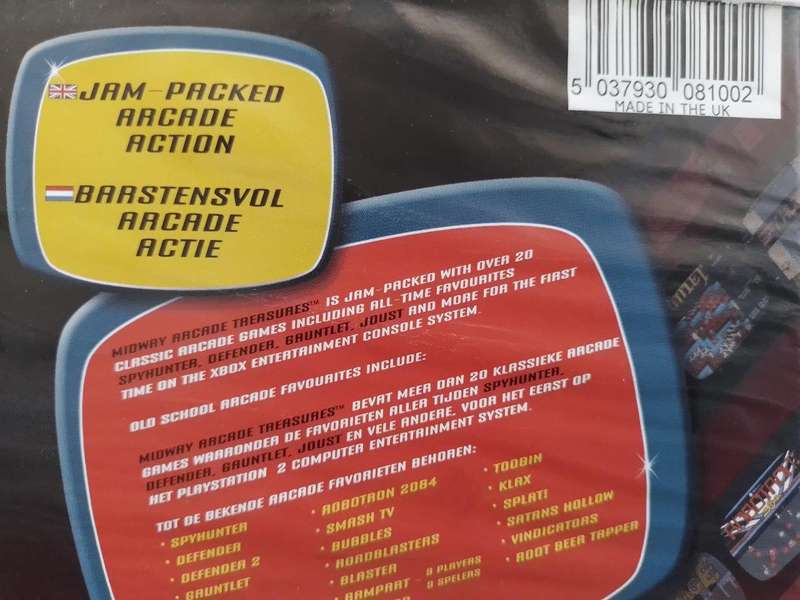 JAM-PACKED
ARCADE
ACTION
BARSTENSVOL
ARCADE
ACTIE
5 037930 081002
MADE IN THE UK
MIDWAY ARCADE TREASURES™ IS JAM-PACKED WITH OVER 20
CLASSIC ARCADE GAMES INCLUDING ALL-TIME FAVOURITES
SPYHUNTER, DEFENDER, GAUNTLET, JOUST AND MORE FOR THE FIRST
TIME ON THE XBOX ENTERTAINMENT CONSOLE SYSTEM.
OLD SCHOOL ARCADE FAVOURITES INCLUDE:
MIDWAY ARCADE TREASURES™ BEVAT MEER DAN 20 KLASSIEKE ARCADE
GAMES WAARONDER DE FAVORIETEN ALLER TIJDEN SPYHUNTER,
DEFENDER, GAUNTLET, JOUST EN VELE ANDERE, VOOR HET EERST OP
HET PLAYSTATION 2 COMPUTER ENTERTAINMENT SYSTEM.
TOT DE BEKENDE ARCADE FAVORIETEN BEHOREN:
• SPYHUNTER
• DEFENDER
• DEFENDER 2
• GAUNTLET
• ROBOTRON 2084
• SMASH TV
• BUBBLES
• ROADBLASTERS
• BLASTER
• RAMPART - 3 PLAYERS
- 3 SPELERS
• TOOBIN
• KLAX
• SPLAT!
• SATANS HOLLOW
• VINDICATORS
• ROOT BEER TAPPER